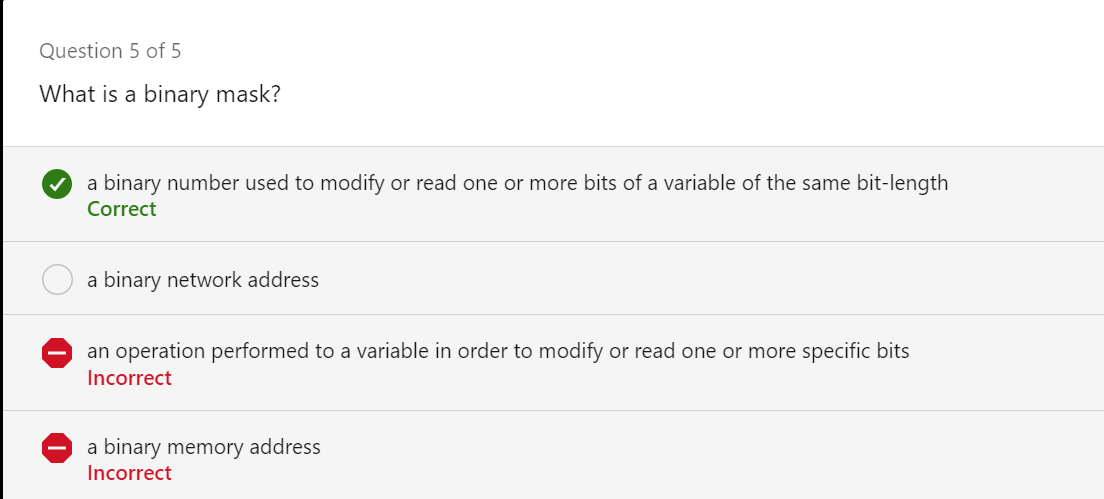 Question 5 of 5
What is a binary mask?
a binary number used to modify or read one or more bits of a variable of the same bit-length
Correct
a binary network address
an operation performed to a variable in order to modify or read one or more specific bits
Incorrect
a binary memory address
Incorrect